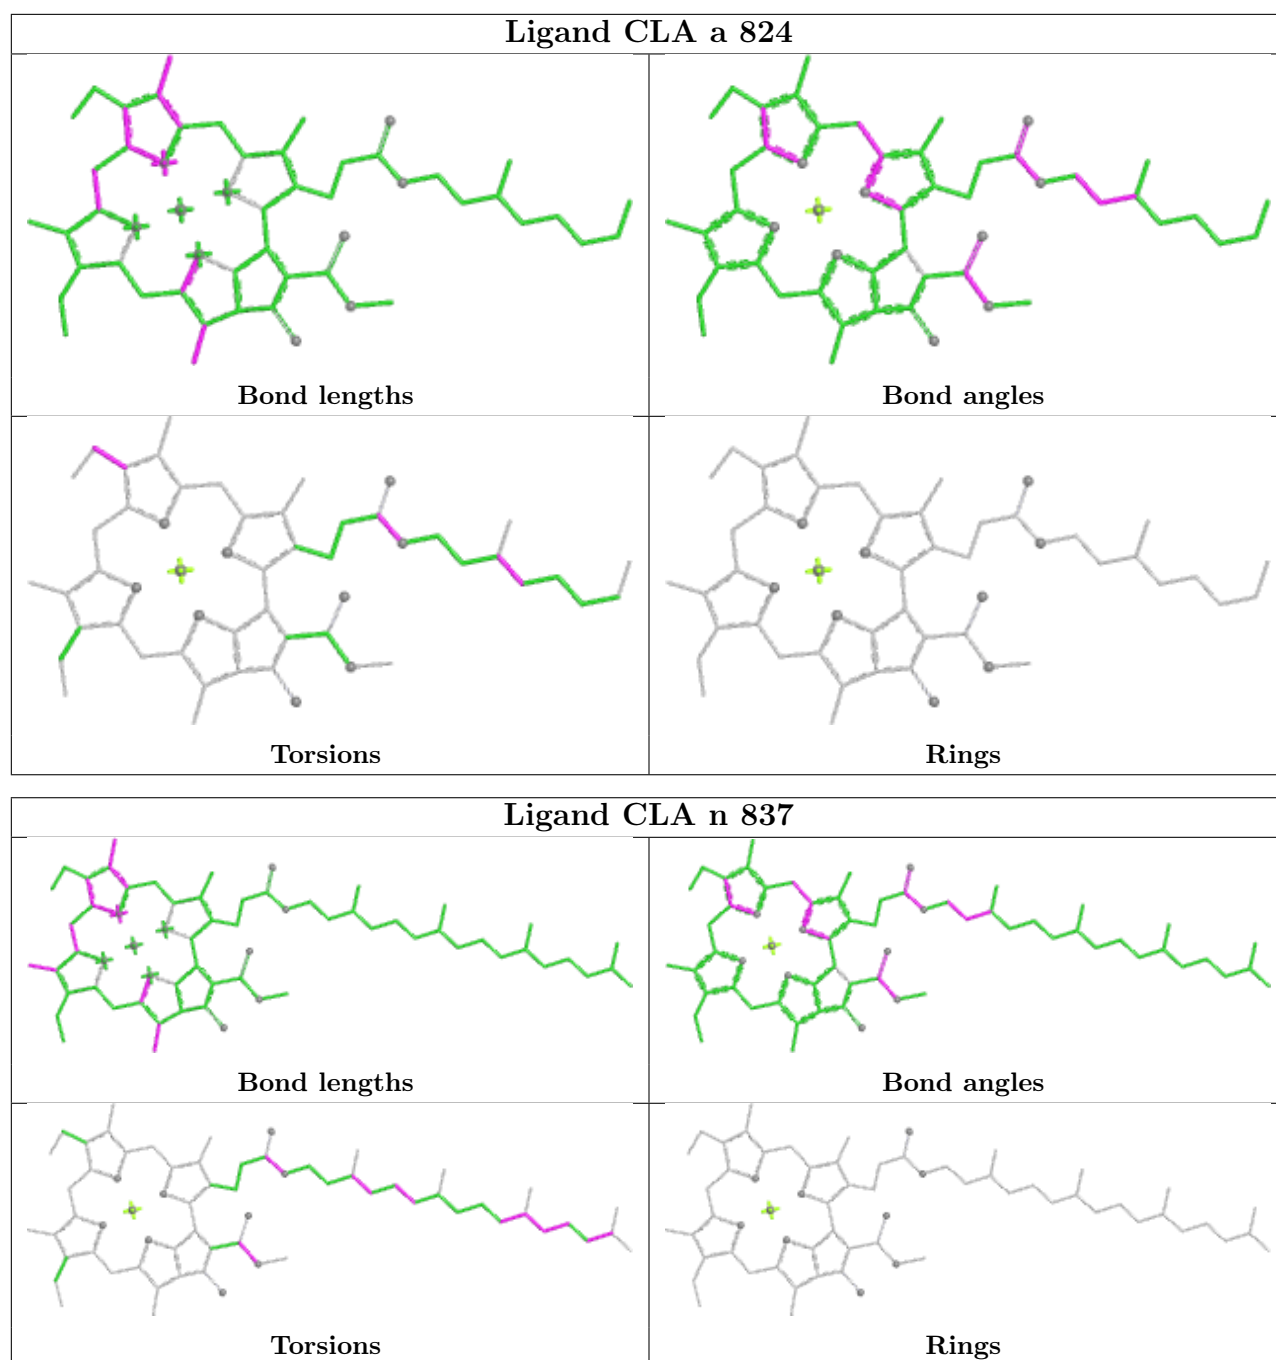 Ligand CLA a 824
Bond lengths
Bond angles
Torsions
Rings
Ligand CLA n 837
Bond lengths
Bond angles
Torsions
Rings